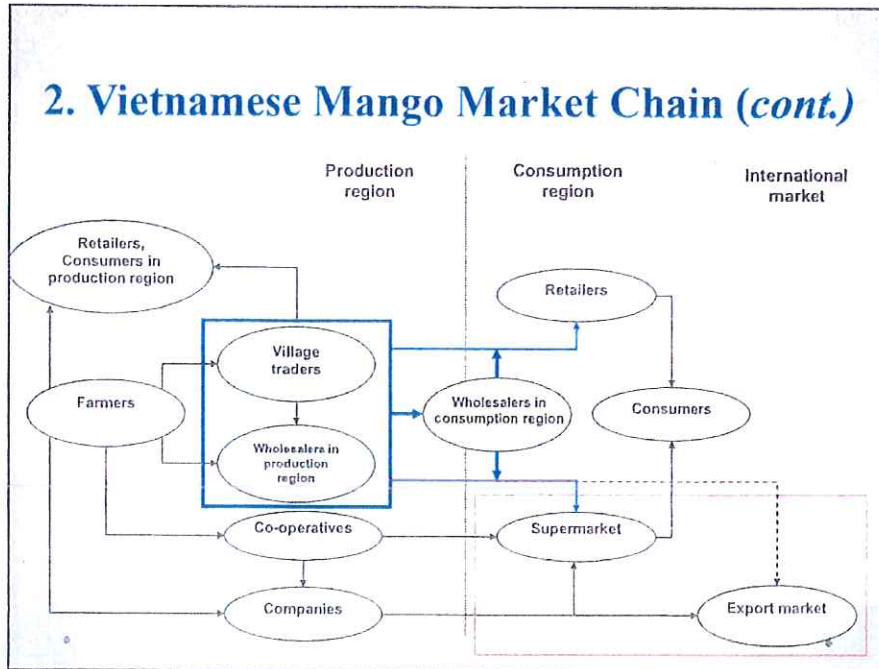 2. Vietnamese Mango Market Chain (cont.)
Production
region
Consumption
region
International
market
Retailers,
Consumers in
production region
Retailers
Village
traders
Farmers
Wholesalers in
consumption region
Consumers
Wholesalers in
production
region
Co-operatives
Supermarket
Companies
Export market